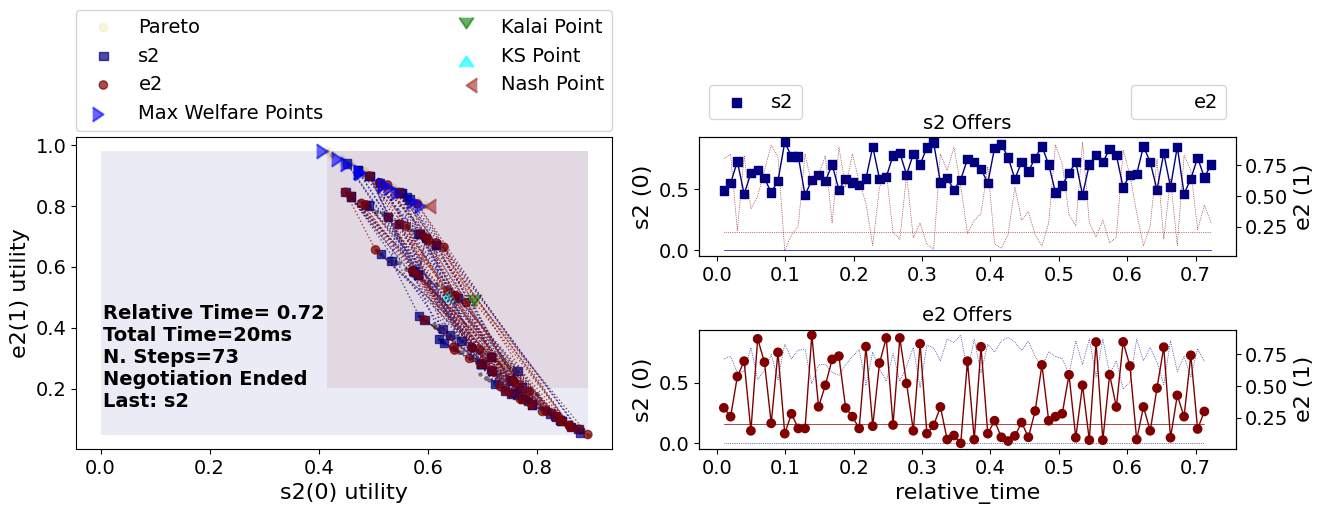 Pareto
s2
e2
Max Welfare Points
Kalai Point
KS Point
Nash Point
1.0
0.8
0.6
0.4
0.2
e2(1) utility
Relative Time= 0.72
Total Time=20ms
N. Steps=73
Negotiation Ended
Last: s2
0.0 0.2 0.4 0.6 0.8
s2(0) utility
s2
e2
s2 Offers
s2 (0)
0.5
0.0
0.75
0.50
0.25
e2 (1)
0.0 0.1 0.2 0.3 0.4 0.5 0.6 0.7
e2 Offers
s2 (0)
0.5
0.0
0.75
0.50
0.25
e2 (1)
0.0 0.1 0.2 0.3 0.4 0.5 0.6 0.7
relative_time